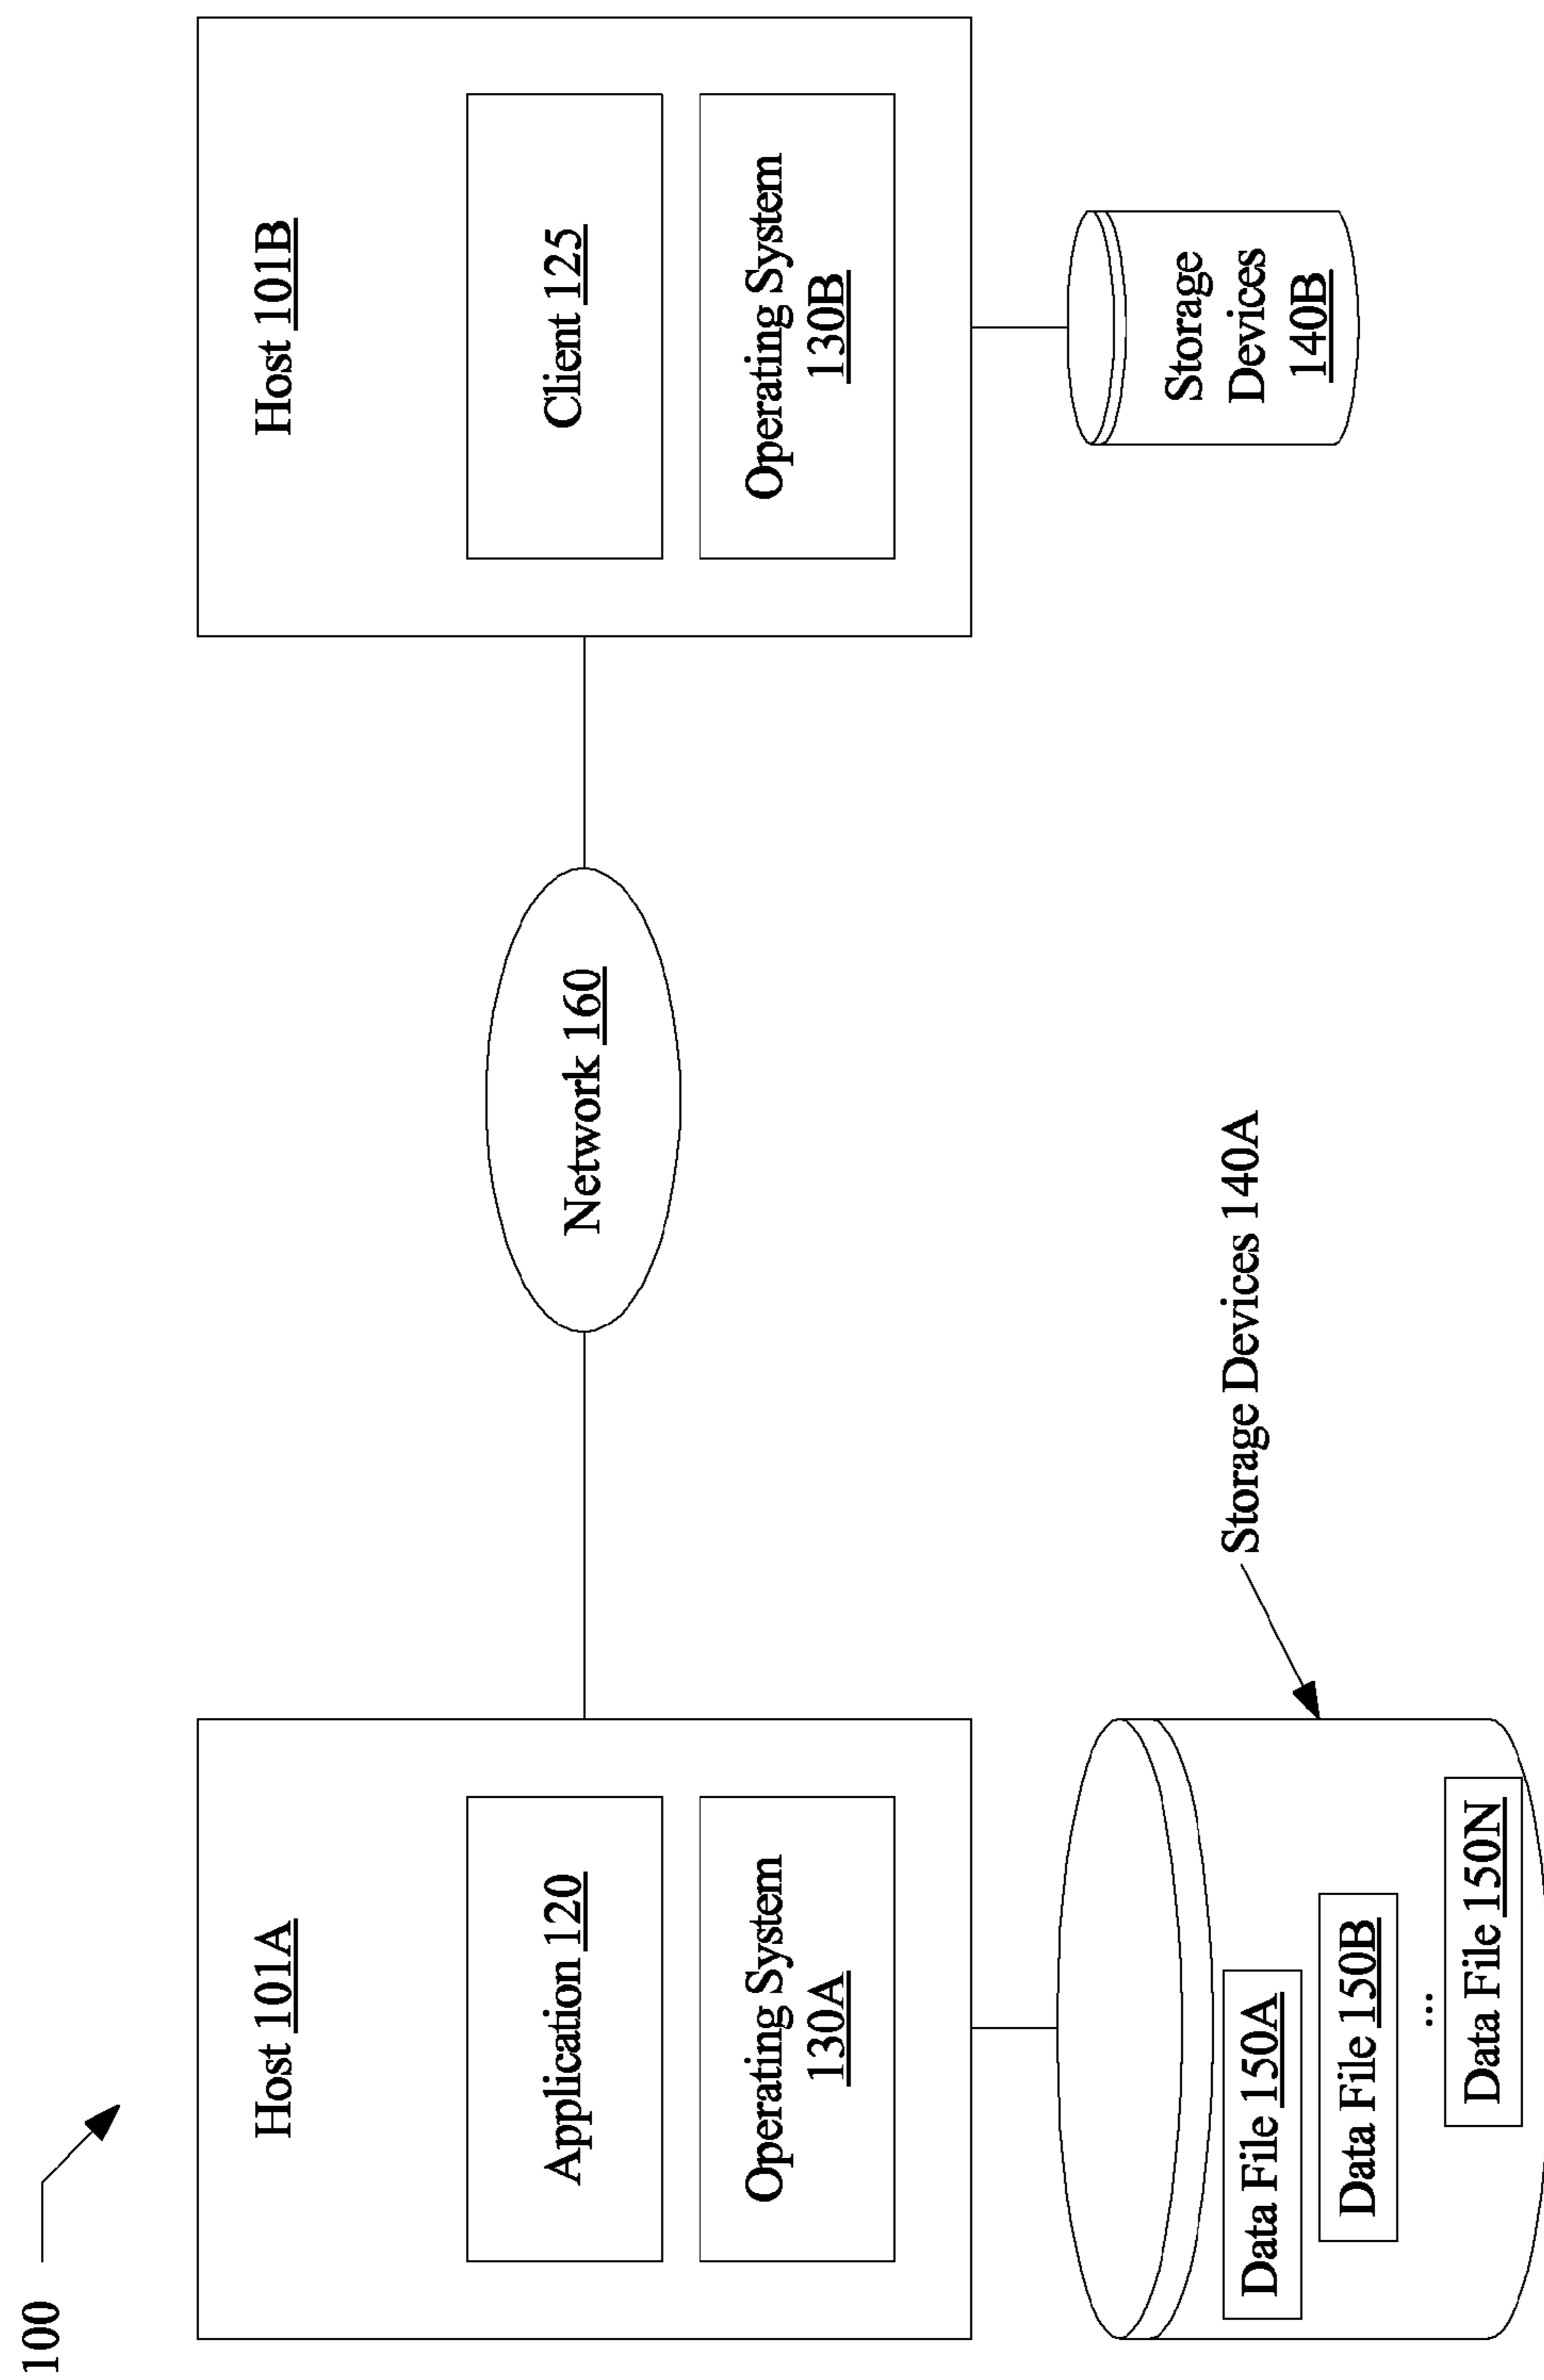 100
Host 101A
Application 120
Operating System
130A
Data File 150A
Data File 150B
...
Data File 150N
Storage Devices 140A
Network 160
Host 101B
Client 125
Operating System
130B
Storage
Devices
140B